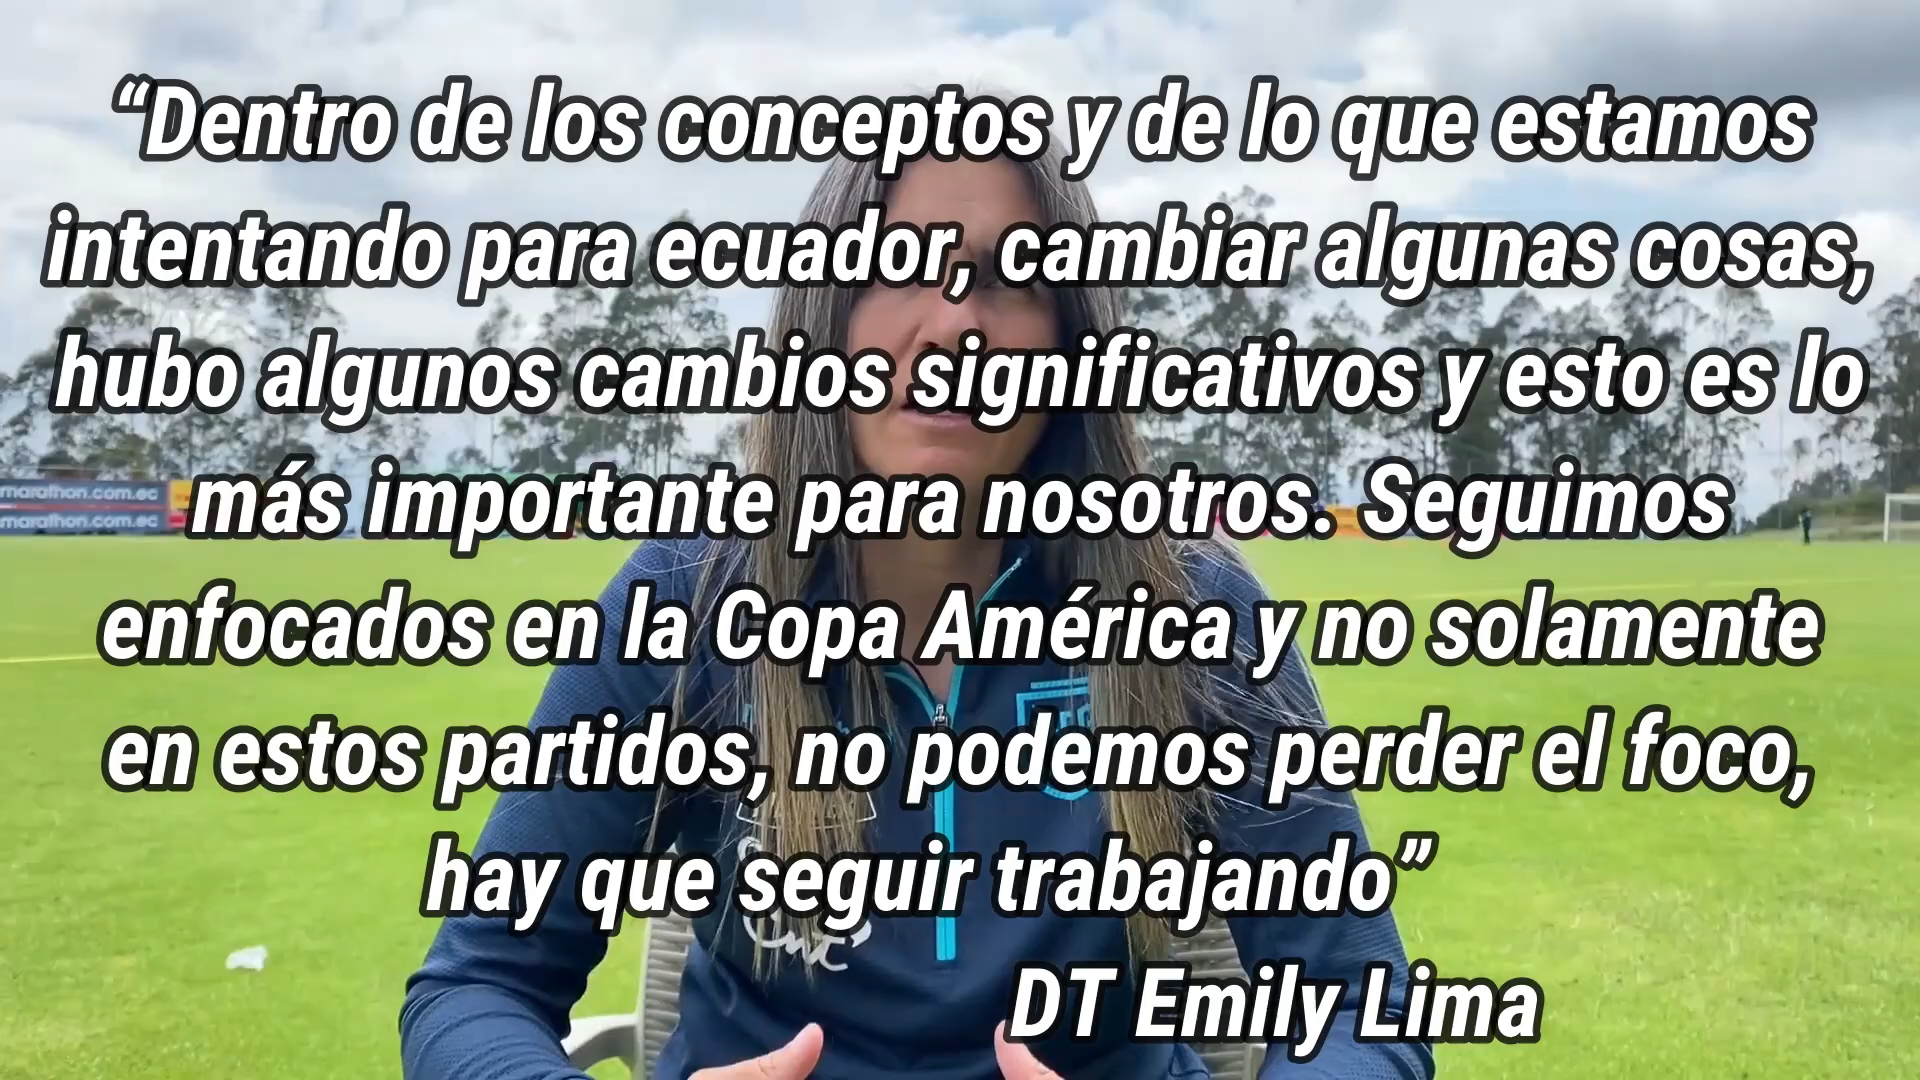 “Dentro de los conceptos y de lo que estamos
intentando para ecuador, cambiar algunas cosas,
hubo algunos cambios significativos y esto es lo
más importante para nosotros. Seguimos
enfocados en la Copa América y no solamente
en estos partidos, no podemos perder el foco,
hay que seguir trabajando”
DT Emily Lima
marathon.com.ec
marathon.com.ec